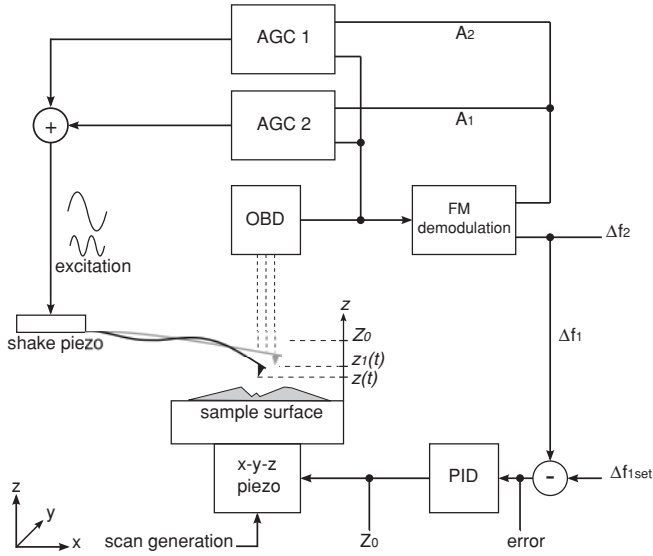 AGC 1
A2
AGC 2
A1
+
OBD
FM
demodulation
Δf2
excitation
z
Z0
Δf1
shake piezo
z1(t)
z(t)
sample surface
x-y-z
piezo
PID
-
Δf1set
z
y
x
scan generation
Z0
error